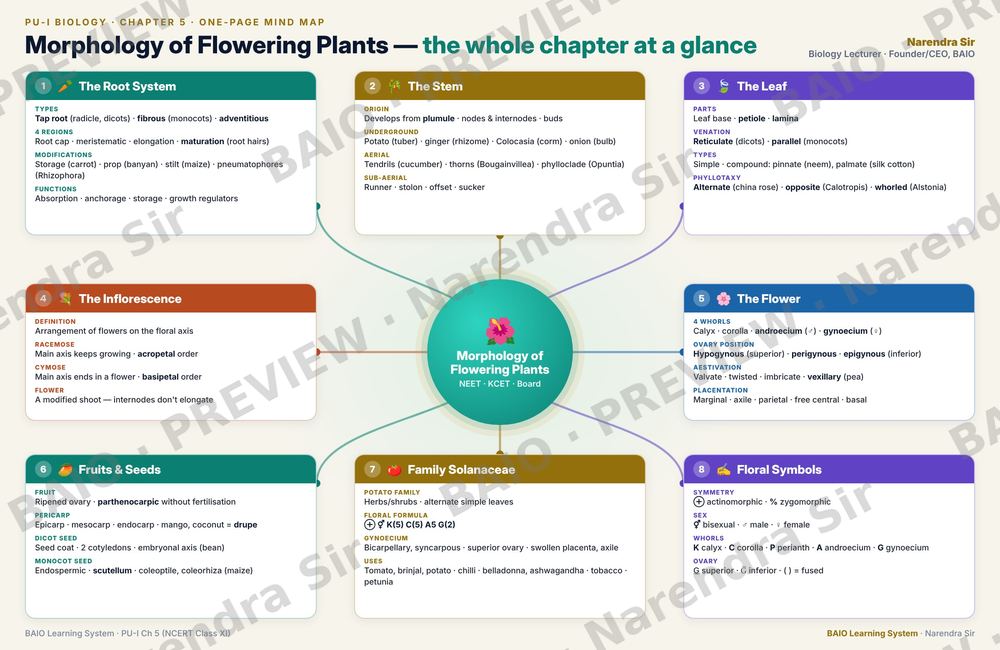 PU-I BIOLOGY · CHAPTER 5 · ONE-PAGE MIND MAP
Morphology of Flowering Plants — the whole chapter at a glance
Narendra Sir
Biology Lecturer · Founder/CEO, BAIO
1 The Root System
TYPES
Tap root (radicle, dicots) · fibrous (monocots) · adventitious
4 REGIONS
Root cap · meristematic · elongation · maturation (root hairs)
MODIFICATIONS
Storage (carrot) · prop (banyan) · stilt (maize) · pneumatophores
(Rhizophora)
FUNCTIONS
Absorption · anchorage · storage · growth regulators
2 The Stem
ORIGIN
Develops from plumule · nodes & internodes · buds
UNDERGROUND
Potato (tuber) · ginger (rhizome) · Colocasia (corm) · onion (bulb)
AERIAL
Tendrils (cucumber) · thorns (Bougainvillea) · phylloclade (Opuntia)
SUB-AERIAL
Runner · stolon · offset · sucker
3 The Leaf
PARTS
Leaf base · petiole · lamina
VENATION
Reticulate (dicots) · parallel (monocots)
TYPES
Simple · compound: pinnate (neem), palmate (silk cotton)
PHYLLOTAXY
Alternate (china rose) · opposite (Calotropis) · whorled (Alstonia)
4 The Inflorescence
DEFINITION
Arrangement of flowers on the floral axis
RACEMOSE
Main axis keeps growing · acropetal order
CYMOSE
Main axis ends in a flower · basipetal order
FLOWER
A modified shoot — internodes don't elongate
Morphology of
Flowering Plants
NEET · KCET · Board
5 The Flower
4 WHORLS
Calyx · corolla · androecium (♂) · gynoecium (♀)
OVARY POSITION
Hypogynous (superior) · perigynous · epigynous (inferior)
AESTIVATION
Valvate · twisted · imbricate · vexillary (pea)
PLACENTATION
Marginal · axile · parietal · free central · basal
6 Fruits & Seeds
FRUIT
Ripened ovary · parthenocarpic without fertilisation
PERICARP
Epicarp · mesocarp · endocarp · mango, coconut = drupe
DICOT SEED
Seed coat · 2 cotyledons · embryonal axis (bean)
MONOCOT SEED
Endospermic · scutellum · coleoptile, coleorhiza (maize)
7 Family Solanaceae
POTATO FAMILY
Herbs/shrubs · alternate simple leaves
FLORAL FORMULA
⊕ ⚥ K(5) C(5) A5 G(2)
GYNOECIUM
Bicarpellary, syncarpous · superior ovary · swollen placenta, axile
USES
Tomato, brinjal, potato · chilli · belladonna, ashwagandha · tobacco ·
petunia
8 Floral Symbols
SYMMETRY
⊕ actinomorphic · % zygomorphic
SEX
⚥ bisexual · ♂ male · ♀ female
WHORLS
K calyx · C corolla · P perianth · A androecium · G gynoecium
OVARY
G superior · G inferior · ( ) = fused
BAIO Learning System · PU-I Ch 5 (NCERT Class XI)
BAIO Learning System · Narendra Sir
BAIO · PREVIEW · Narendra Sir